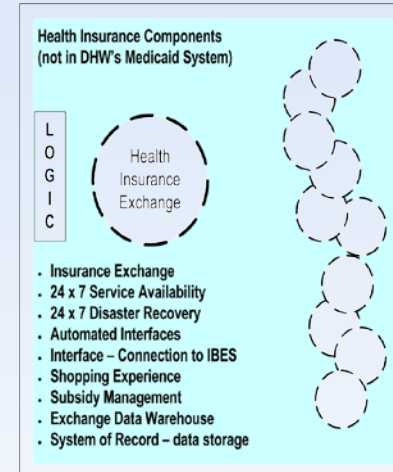 Health Insurance Components
(not in DHW's Medicaid System)
L
O
G
I
C
Health
Insurance
Exchange
• Insurance Exchange
• 24 x 7 Service Availability
• 24 x 7 Disaster Recovery
• Automated Interfaces
• Interface – Connection to IBES
• Shopping Experience
• Subsidy Management
• Exchange Data Warehouse
• System of Record – data storage